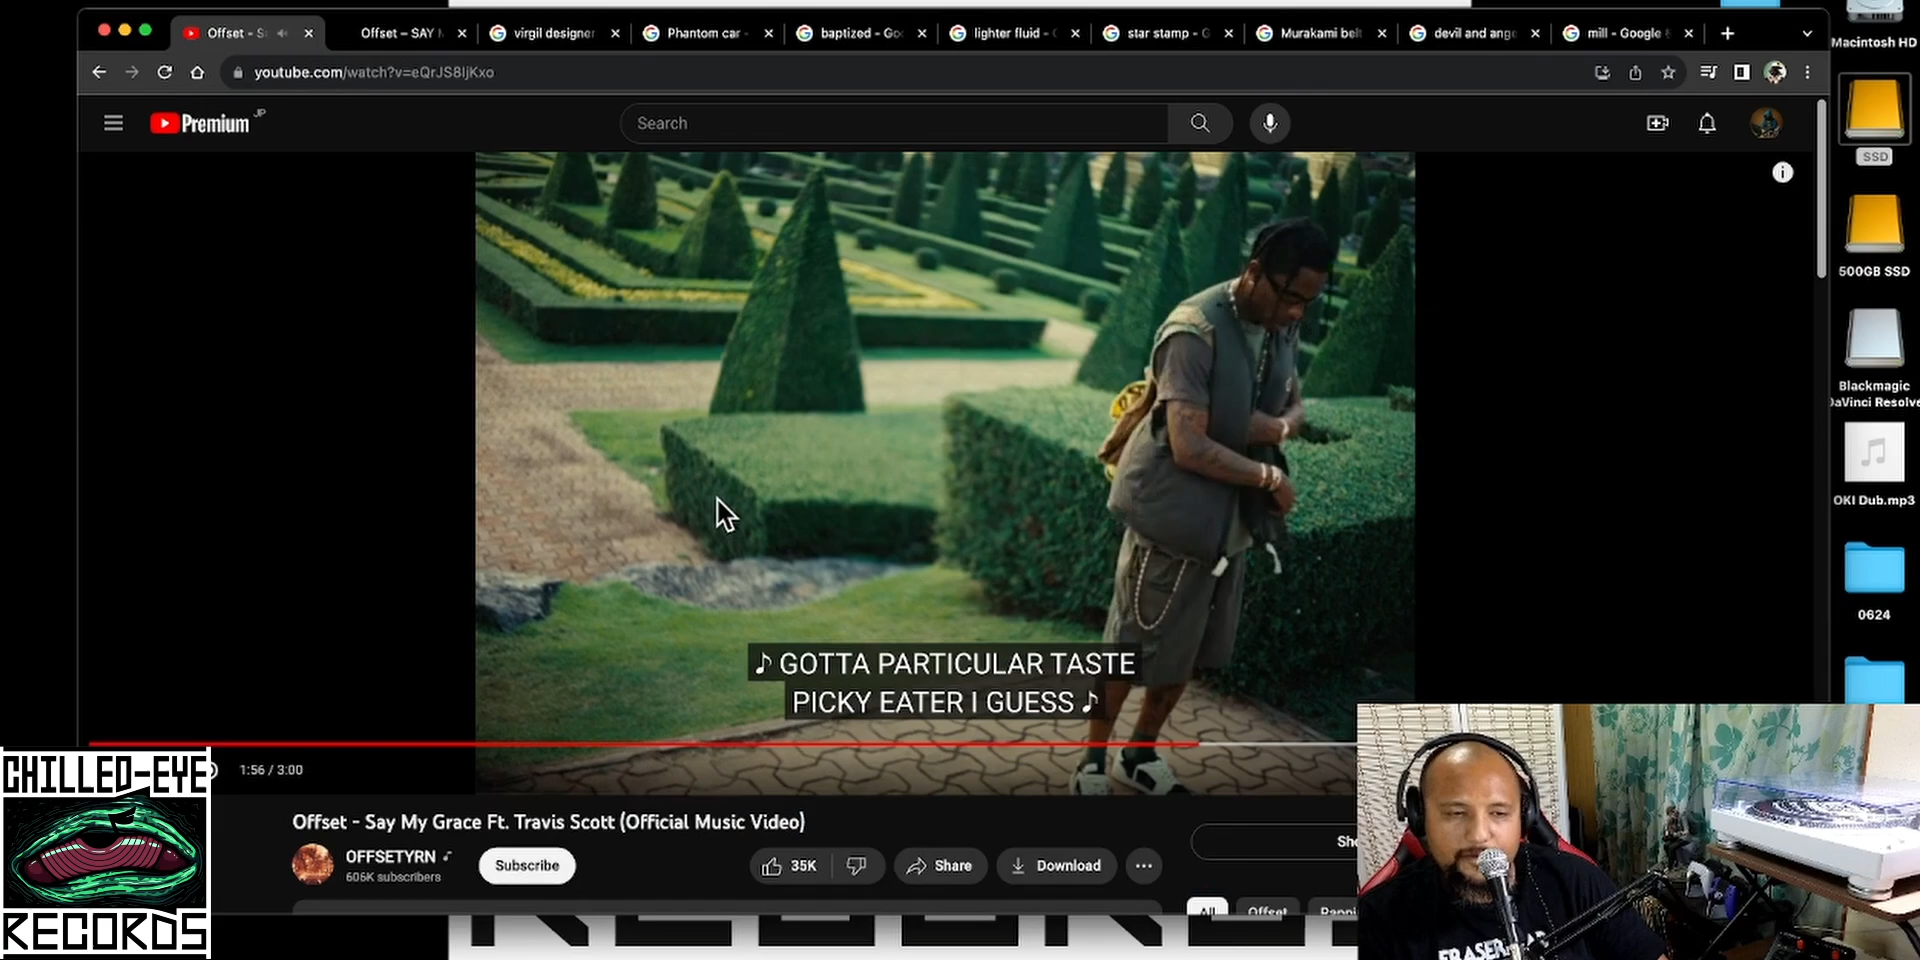 Offset - S
Offset – SAY
virgil designer
Phantom car -
baptized - Go
lighter fluid -
star stamp - G
Murakami belt
devil and ange
mill - Google
youtube.com/watch?v=eQrJS8IjKxo
Premium
JP
Search
♪ GOTTA PARTICULAR TASTE
PICKY EATER I GUESS ♪
1:56 / 3:00
Offset - Say My Grace Ft. Travis Scott (Official Music Video)
OFFSETYRN ♪
606K subscribers
Subscribe
35K
Share
Download
All
Offset
Macintosh HD
SSD
500GB SSD
Blackmagic
DaVinci Resolve
OKI Dub.mp3
0624
CHILLED-EYE
RECORDS